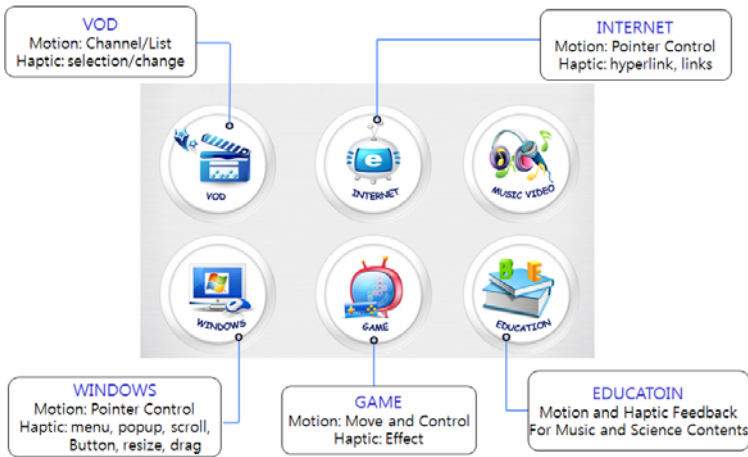 VOD
Motion: Channel/List
Haptic: selection/change
INTERNET
Motion: Pointer Control
Haptic: hyperlink, links
VOD
e
INTERNET
MUSIC VIDEO
WINDOWS
GAME
B E
EDUCATION
WINDOWS
Motion: Pointer Control
Haptic: menu, popup, scroll,
Button, resize, drag
GAME
Motion: Move and Control
Haptic: Effect
EDUCATOIN
Motion and Haptic Feedback
For Music and Science Contents